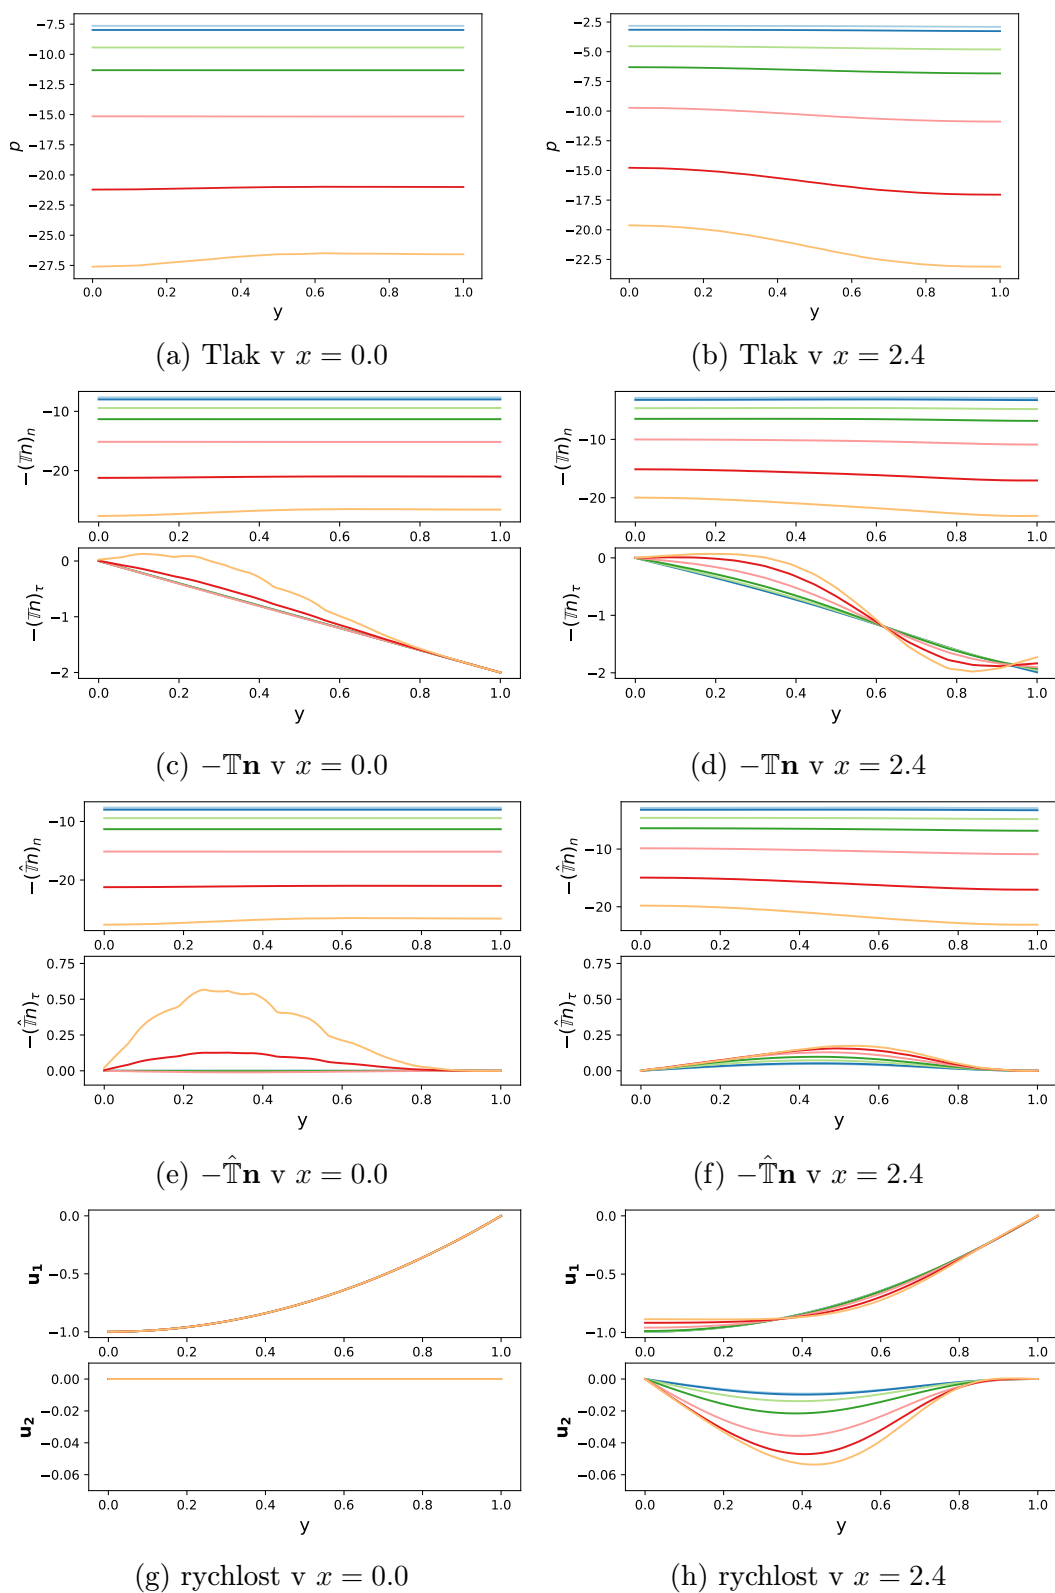 −7.5
−10.0
−12.5
−15.0
−17.5
−20.0
−22.5
−25.0
−27.5
p
0.0 0.2 0.4 0.6 0.8 1.0
y
(a) Tlak v x = 0.0
−2.5
−5.0
−7.5
−10.0
−12.5
−15.0
−17.5
−20.0
−22.5
p
0.0 0.2 0.4 0.6 0.8 1.0
y
(b) Tlak v x = 2.4
−10
−20
−(𝕋n)n
0.0 0.2 0.4 0.6 0.8 1.0
0
−1
−2
−(𝕋n)τ
0.0 0.2 0.4 0.6 0.8 1.0
y
(c) −𝕋n v x = 0.0
−10
−20
−(𝕋n)n
0.0 0.2 0.4 0.6 0.8 1.0
0
−1
−2
−(𝕋n)τ
0.0 0.2 0.4 0.6 0.8 1.0
y
(d) −𝕋n v x = 2.4
−10
−20
−(𝕋̂n)n
0.0 0.2 0.4 0.6 0.8 1.0
0.75
0.50
0.25
0.00
−(𝕋̂n)τ
0.0 0.2 0.4 0.6 0.8 1.0
y
(e) −𝕋̂n v x = 0.0
−10
−20
−(𝕋̂n)n
0.0 0.2 0.4 0.6 0.8 1.0
0.75
0.50
0.25
0.00
−(𝕋̂n)τ
0.0 0.2 0.4 0.6 0.8 1.0
y
(f) −𝕋̂n v x = 2.4
0.0
−0.5
−1.0
u1
0.0 0.2 0.4 0.6 0.8 1.0
0.00
−0.02
−0.04
−0.06
u2
0.0 0.2 0.4 0.6 0.8 1.0
y
(g) rychlost v x = 0.0
0.0
−0.5
−1.0
u1
0.0 0.2 0.4 0.6 0.8 1.0
0.00
−0.02
−0.04
−0.06
u2
0.0 0.2 0.4 0.6 0.8 1.0
y
(h) rychlost v x = 2.4